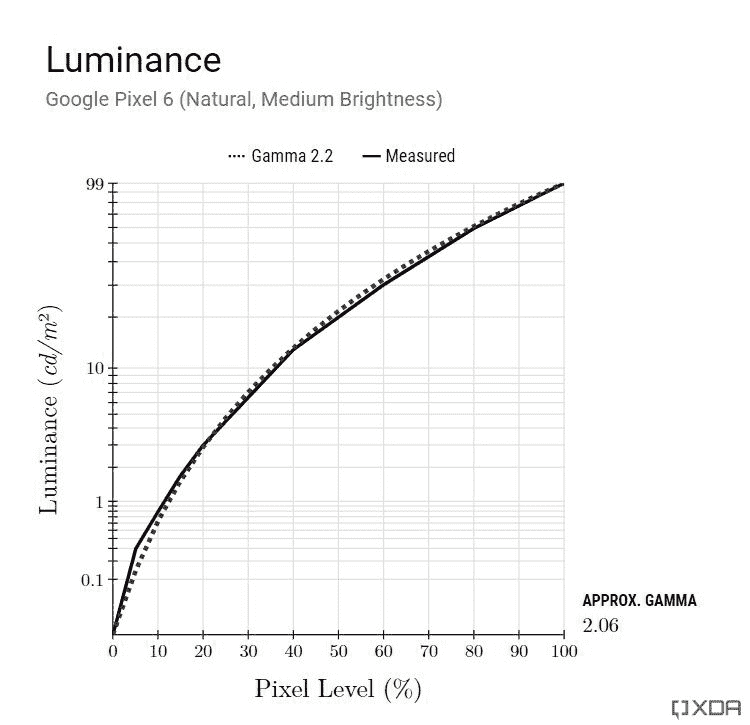 Luminance
Google Pixel 6 (Natural, Medium Brightness)
Gamma 2.2 Measured
99
10
1
0.1
Luminance (cd/m²)
0 10 20 30 40 50 60 70 80 90 100
Pixel Level (%)
APPROX. GAMMA
2.06
XDA